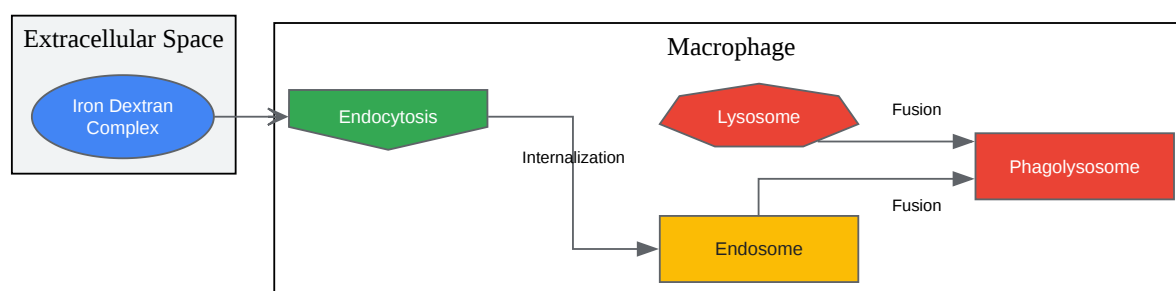 Extracellular Space
Iron Dextran
Complex
Macrophage
Endocytosis
Internalization
Lysosome
Fusion
Phagolysosome
Fusion
Endosome